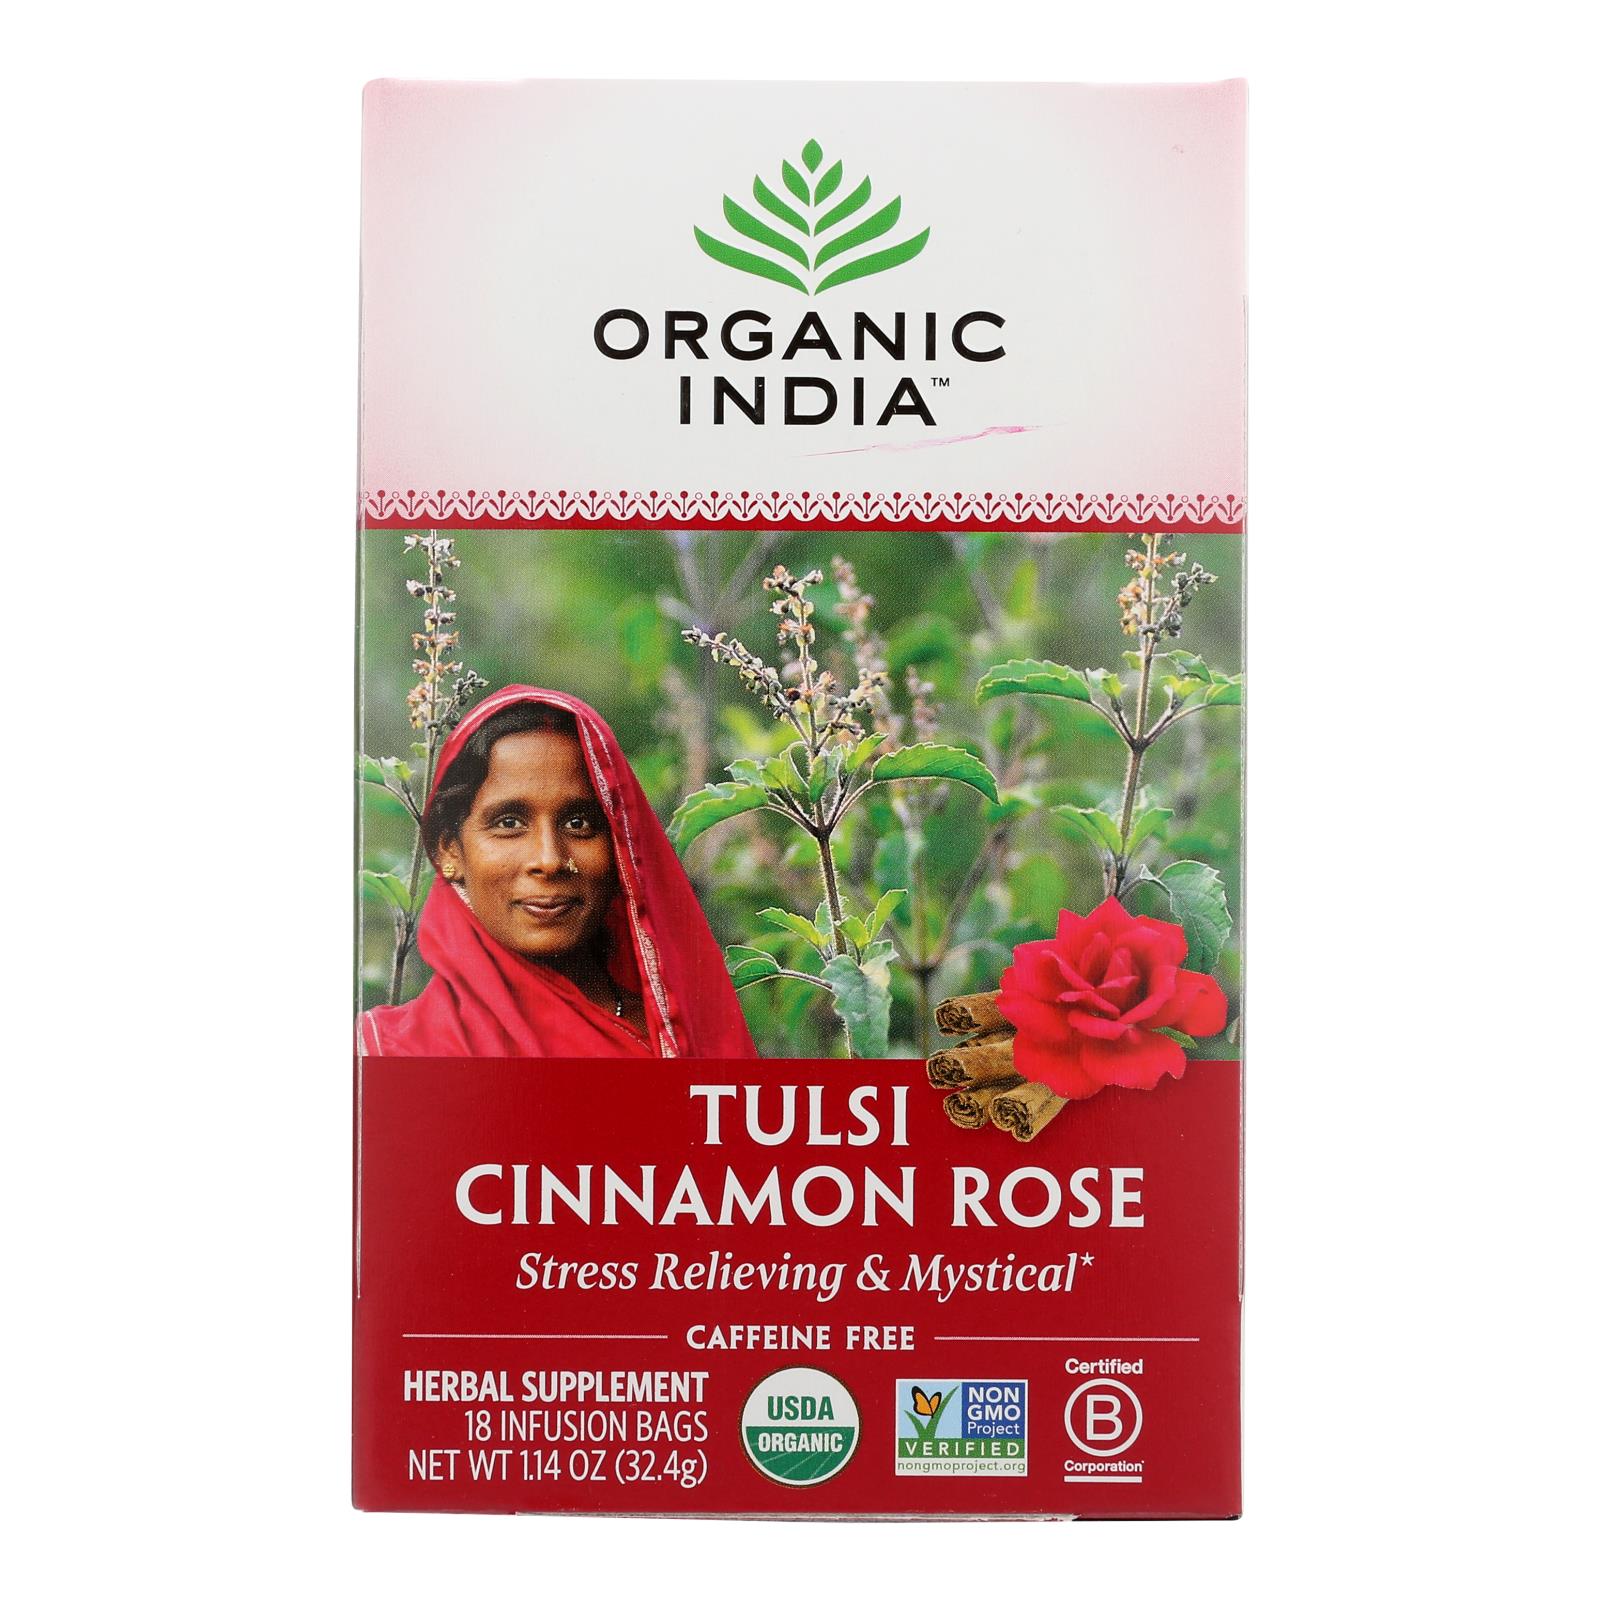 ORGANIC
INDIA™
TULSI
CINNAMON ROSE
Stress Relieving & Mystical*
CAFFEINE FREE
HERBAL SUPPLEMENT
18 INFUSION BAGS
NET WT 1.14 OZ (32.4g)
USDA
ORGANIC
NON
GMO
Project
VERIFIED
nongmoproject.org
Certified
B
Corporation